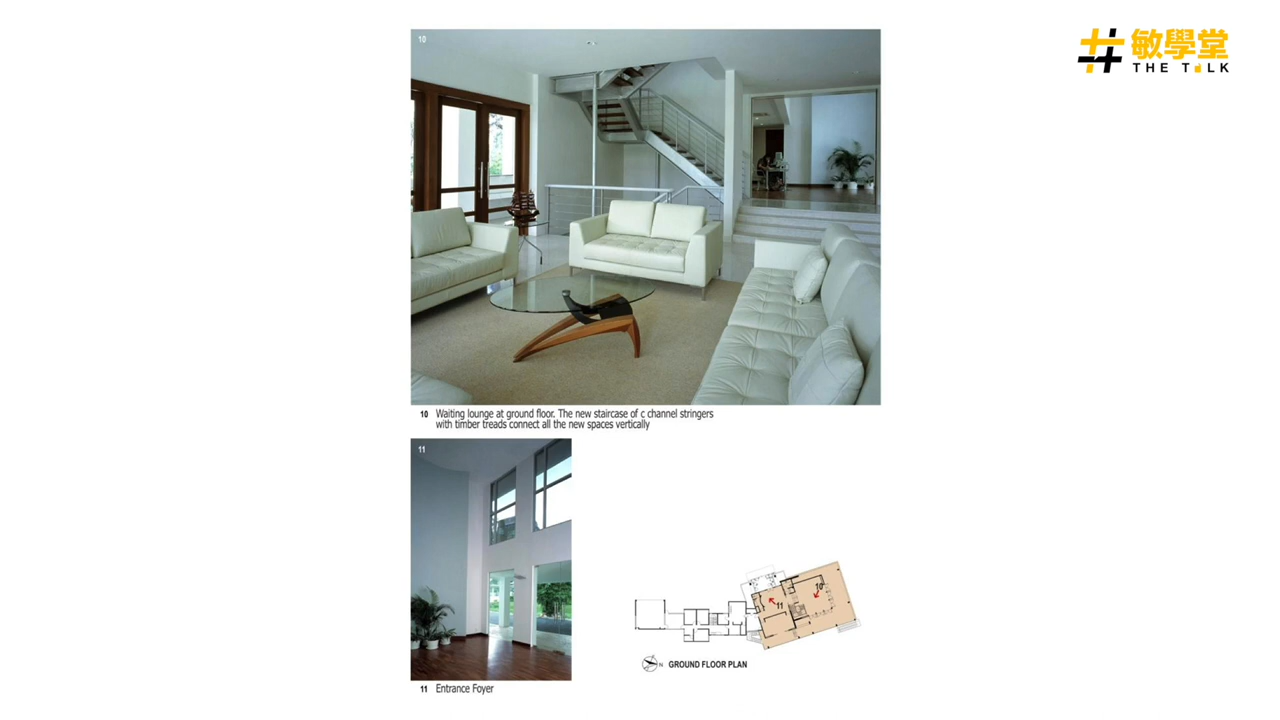 敏學堂
THE TALK
10
10 Waiting lounge at ground floor. The new staircase of c channel stringers
with timber treads connect all the new spaces vertically
11
10
11
N GROUND FLOOR PLAN
11 Entrance Foyer